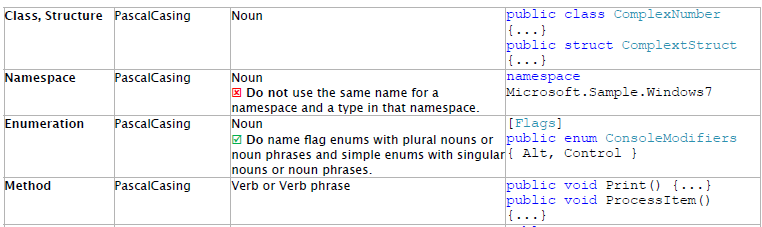 Class, Structure PascalCasing Noun public class ComplexNumber
{...}
public struct ComplextStruct
{...}
Namespace PascalCasing Noun namespace
Do not use the same name for a Microsoft.Sample.Windows7
namespace and a type in that namespace.
Enumeration PascalCasing Noun [Flags]
Do name flag enums with plural nouns or public enum ConsoleModifiers
noun phrases and simple enums with singular { Alt, Control }
nouns or noun phrases.
Method PascalCasing Verb or Verb phrase public void Print() {...}
public void ProcessItem()
{...}